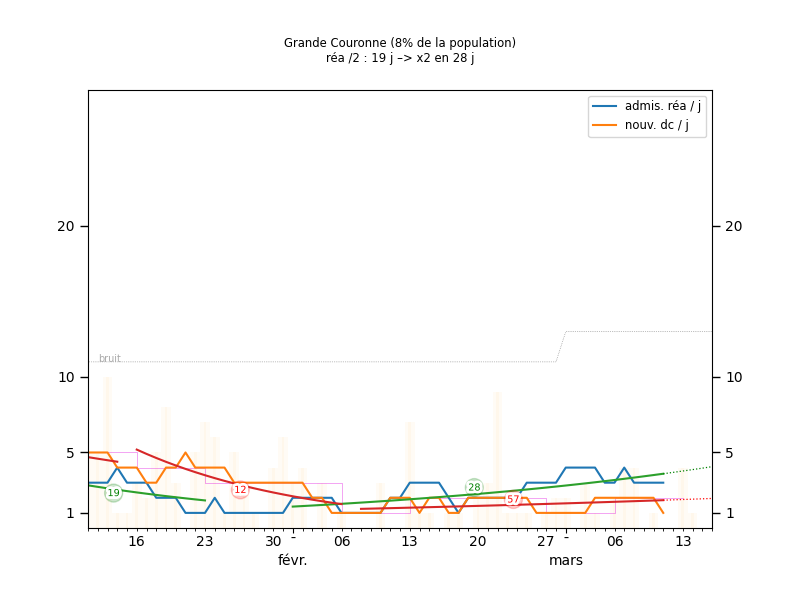 Grande Couronne (8% de la population)
réa /2 : 19 j –> x2 en 28 j
admis. réa / j
nouv. dc / j
20 20
bruit
10 10
5 5
28
12
19
57
1 1
16 23 30 - 06 13 20 27 - 06 13
févr. mars